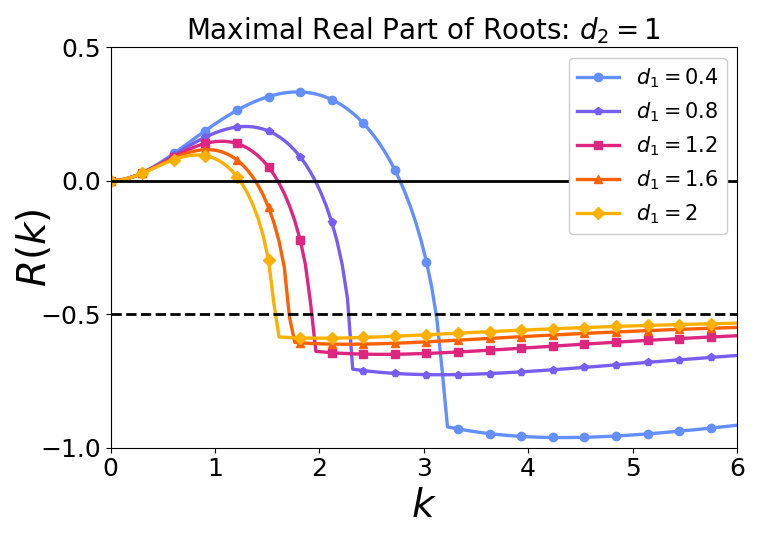 Maximal Real Part of Roots: d₂ = 1
R(k)
0.5
0.0
−0.5
−1.0
d₁ = 0.4
d₁ = 0.8
d₁ = 1.2
d₁ = 1.6
d₁ = 2
0 1 2 3 4 5 6
k